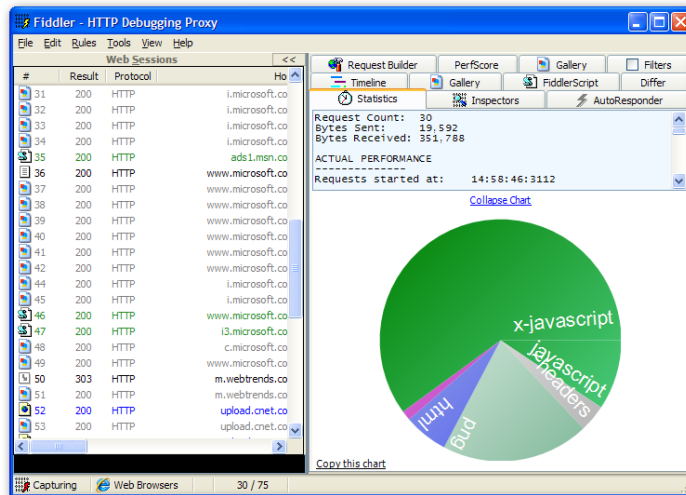 Fiddler - HTTP Debugging Proxy
File Edit Rules Tools View Help
Web Sessions <<
# Result Protocol Ho
31 200 HTTP i.microsoft.co
32 200 HTTP i.microsoft.co
33 200 HTTP i.microsoft.co
34 200 HTTP i.microsoft.co
35 200 HTTP ads1.msn.co
36 200 HTTP www.microsoft.co
37 200 HTTP www.microsoft.co
38 200 HTTP www.microsoft.co
39 200 HTTP www.microsoft.co
40 200 HTTP www.microsoft.co
41 200 HTTP www.microsoft.co
42 200 HTTP www.microsoft.co
44 200 HTTP i.microsoft.co
45 200 HTTP i.microsoft.co
46 200 HTTP www.microsoft.co
47 200 HTTP i3.microsoft.co
48 200 HTTP c.microsoft.co
49 200 HTTP www.microsoft.co
50 303 HTTP m.webtrends.co
51 200 HTTP m.webtrends.co
52 200 HTTP upload.cnet.co
53 200 HTTP upload.cnet.co
Request Builder PerfScore Gallery Filters
Timeline Gallery FiddlerScript Differ
Statistics Inspectors AutoResponder
Request Count: 30
Bytes Sent: 19,592
Bytes Received: 351,788
ACTUAL PERFORMANCE
--------------
Requests started at: 14:58:46:3112
Collapse Chart
x-javascript
javascript
headers
png
html
Copy this chart
Capturing Web Browsers 30 / 75